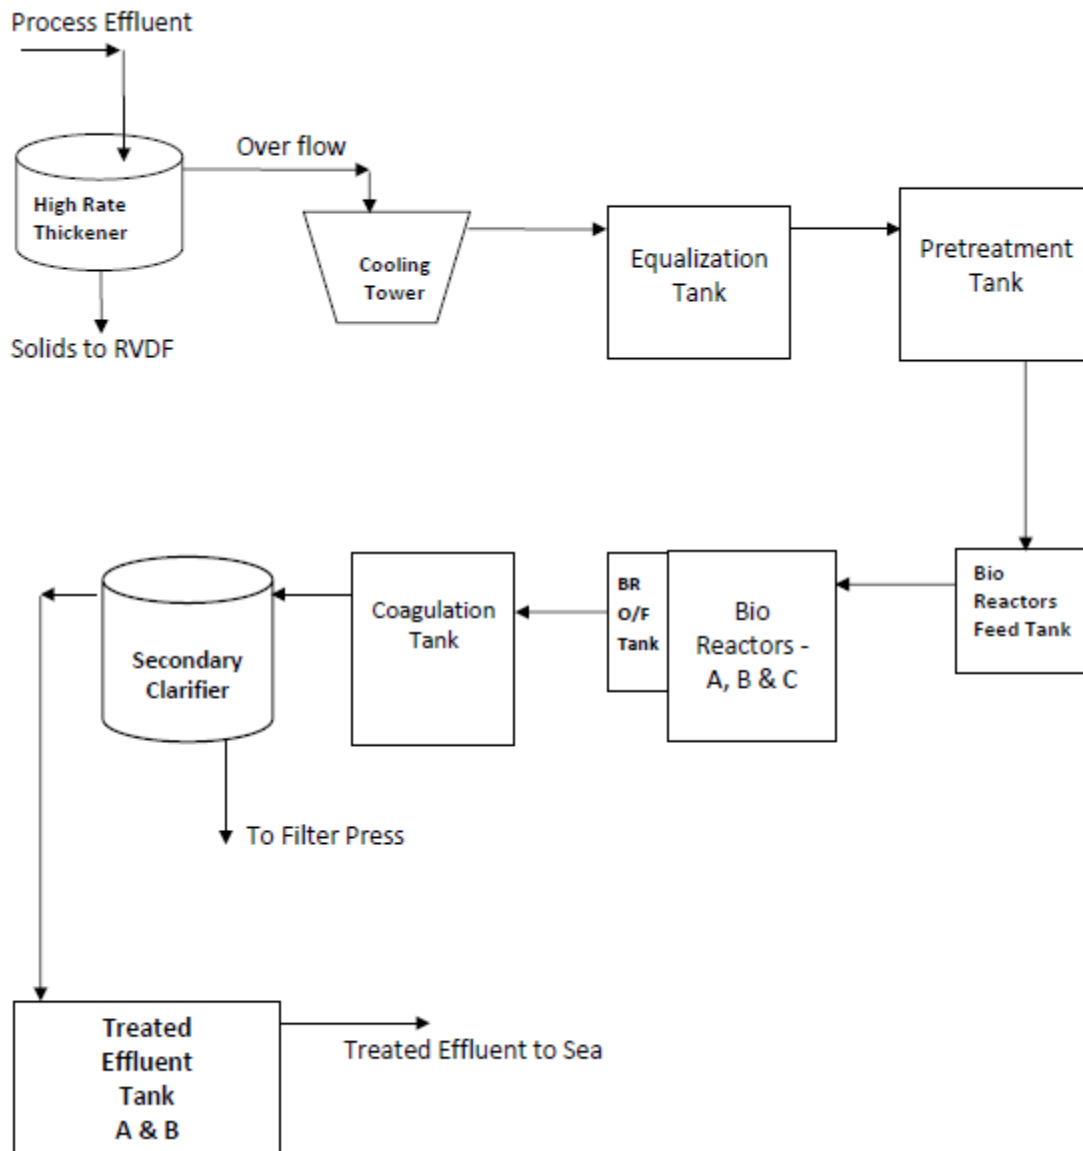 Process Effluent
Over flow
High Rate
Thickener
Cooling
Tower
Equalization
Tank
Pretreatment
Tank
Solids to RVDF
Bio
Reactors
Feed Tank
Bio
Reactors -
A, B & C
BR
O/F
Tank
Coagulation
Tank
Secondary
Clarifier
To Filter Press
Treated
Effluent
Tank
A & B
Treated Effluent to Sea